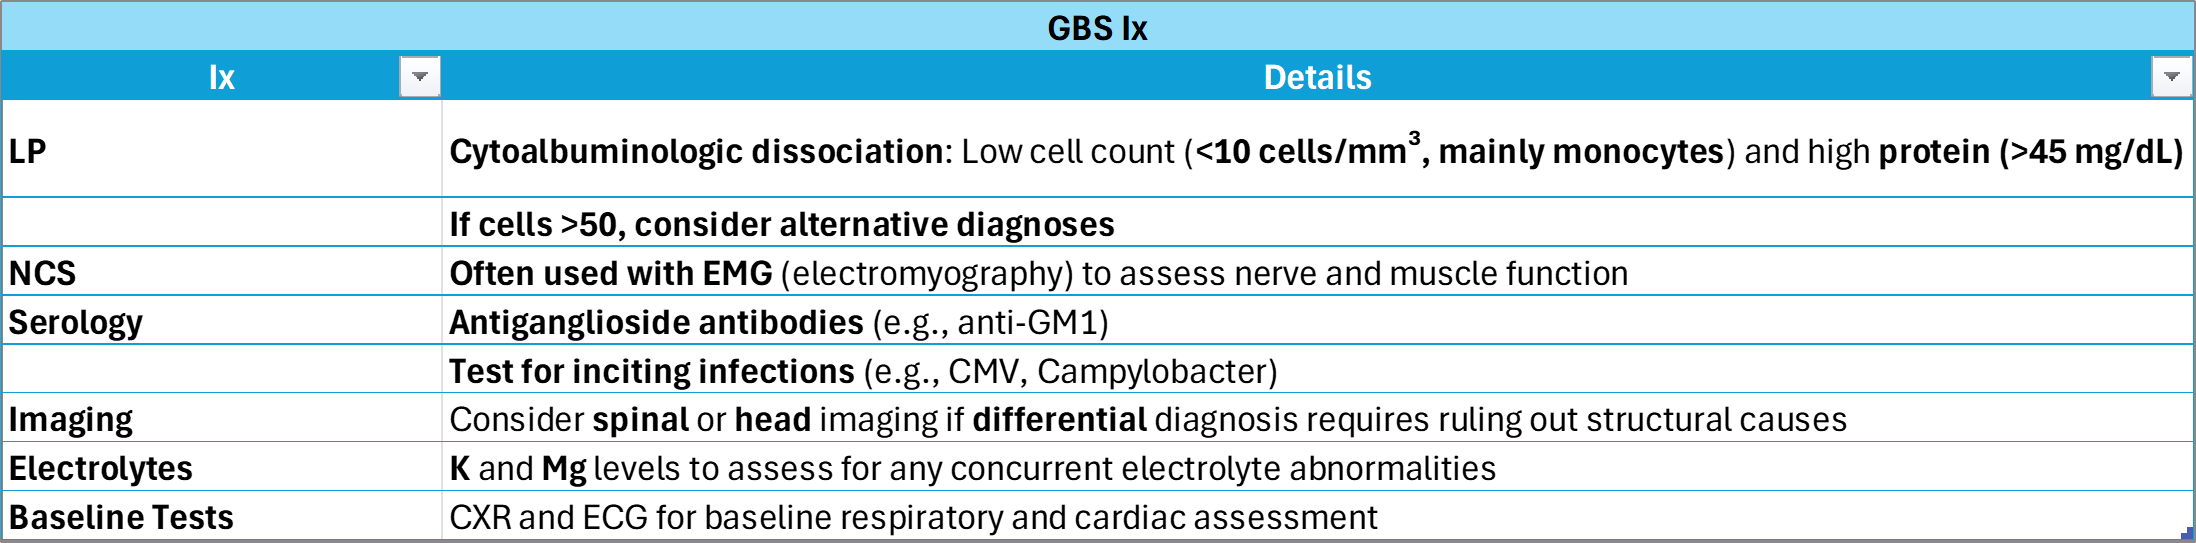 GBS Ix
Ix Details
LP Cytoalbuminologic dissociation: Low cell count (<10 cells/mm³, mainly monocytes) and high protein (>45 mg/dL)
If cells >50, consider alternative diagnoses
NCS Often used with EMG (electromyography) to assess nerve and muscle function
Serology Antiganglioside antibodies (e.g., anti-GM1)
Test for inciting infections (e.g., CMV, Campylobacter)
Imaging Consider spinal or head imaging if differential diagnosis requires ruling out structural causes
Electrolytes K and Mg levels to assess for any concurrent electrolyte abnormalities
Baseline Tests CXR and ECG for baseline respiratory and cardiac assessment